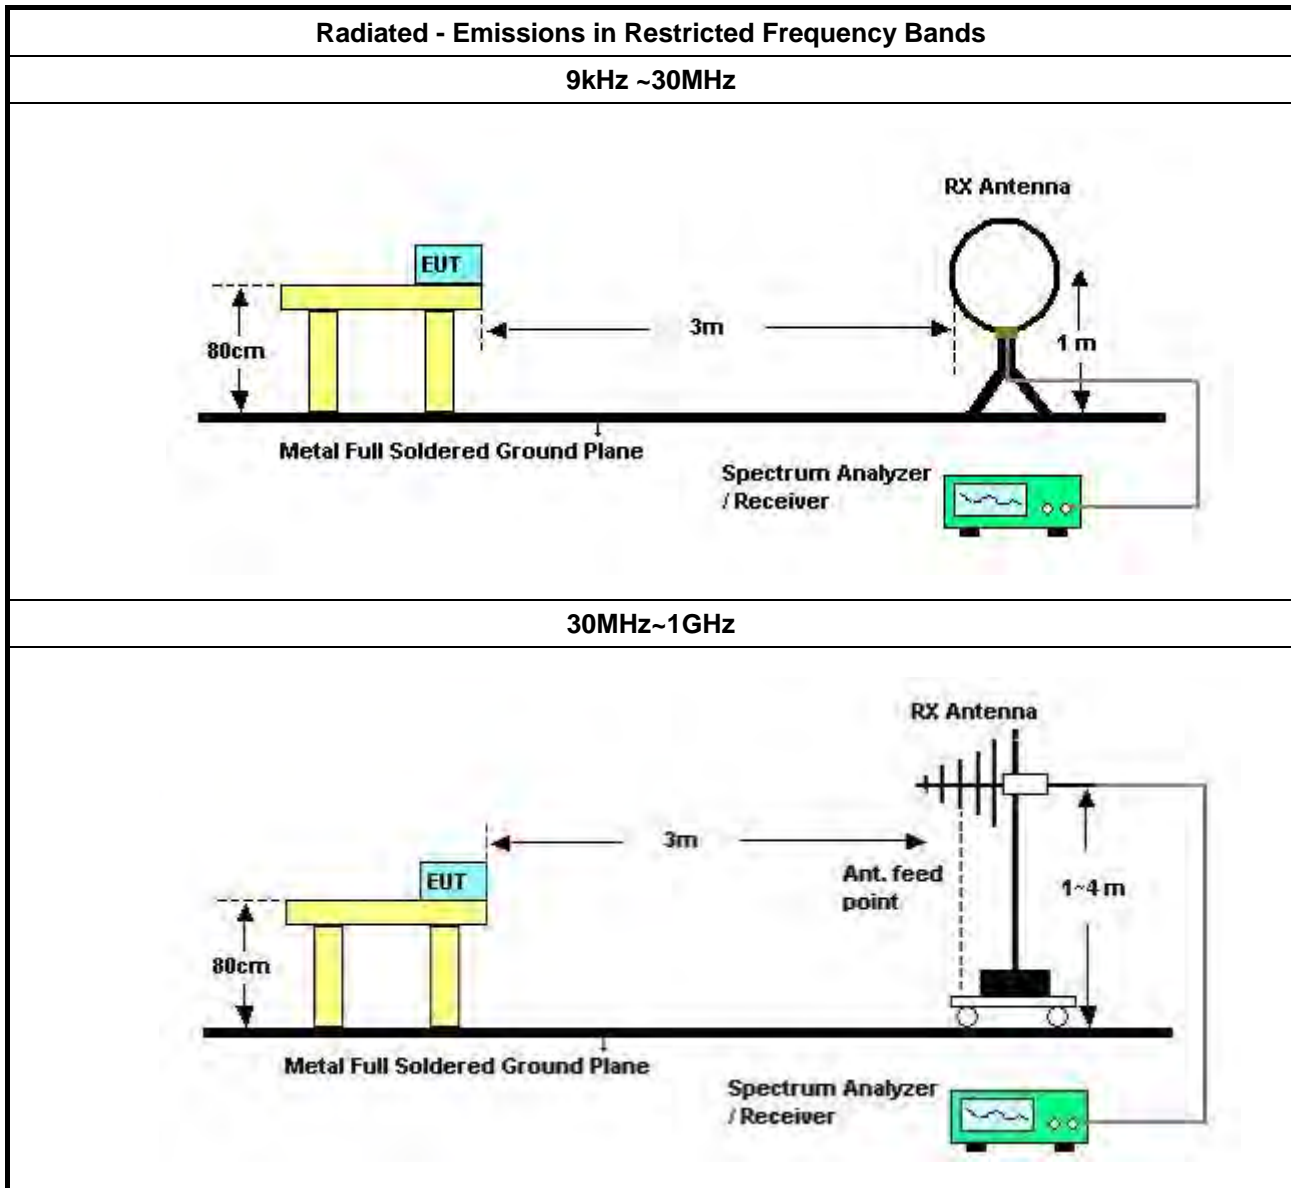 Radiated - Emissions in Restricted Frequency Bands
9kHz ~30MHz
RX Antenna
EUT
3m
80cm
1 m
Metal Full Soldered Ground Plane
Spectrum Analyzer
/ Receiver
30MHz~1GHz
RX Antenna
3m
EUT
Ant. feed
point
1~4 m
80cm
Metal Full Soldered Ground Plane
Spectrum Analyzer
/ Receiver